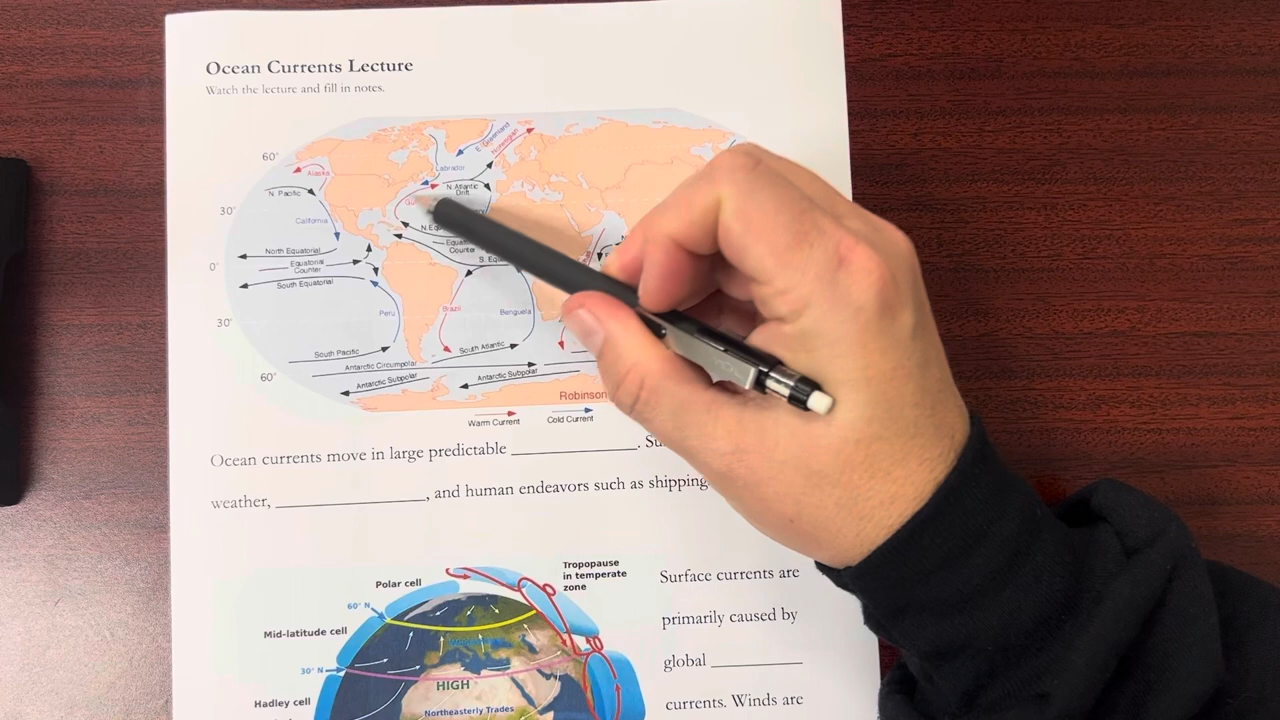 Ocean Currents Lecture
Watch the lecture and fill in notes.
60°
30°
0°
30°
60°
E. Greenland
Norwegian
Labrador
Alaska
N. Pacific
N. Atlantic
Drift
California
North Equatorial
Equatorial
Counter
South Equatorial
Counter
Peru
Brazil
Benguela
South Pacific
South Atlantic
Antarctic Circumpolar
Antarctic Subpolar
Antarctic Subpolar
Robinson
Warm Current
Cold Current
Ocean currents move in large predictable ____________.
weather, ______________, and human endeavors such as shipping
Tropopause
in temperate
zone
Polar cell
60° N
Mid-latitude cell
30° N
Hadley cell
HIGH
Northeasterly Trades
Surface currents are
primarily caused by
global _________
currents. Winds are